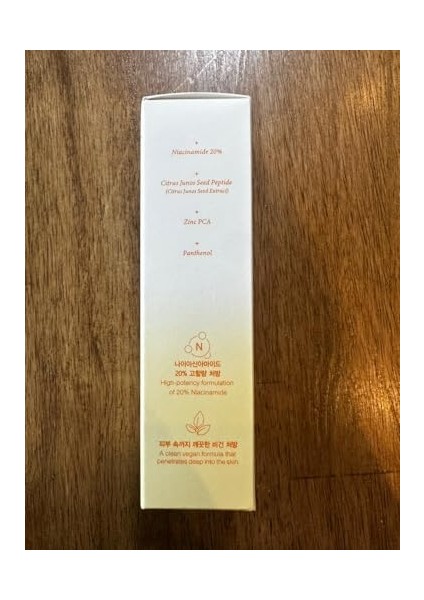 +
Niacinamide 20%
+
Citrus Junos Seed Peptide
(Citrus Junos Seed Extract)
+
Zinc PCA
+
Panthenol
N
나이아신아마이드
20% 고함량 처방
High-potency formulation
of 20% Niacinamide
피부 속까지 깨끗한 비건 처방
A clean vegan formula that
penetrates deep into the skin.